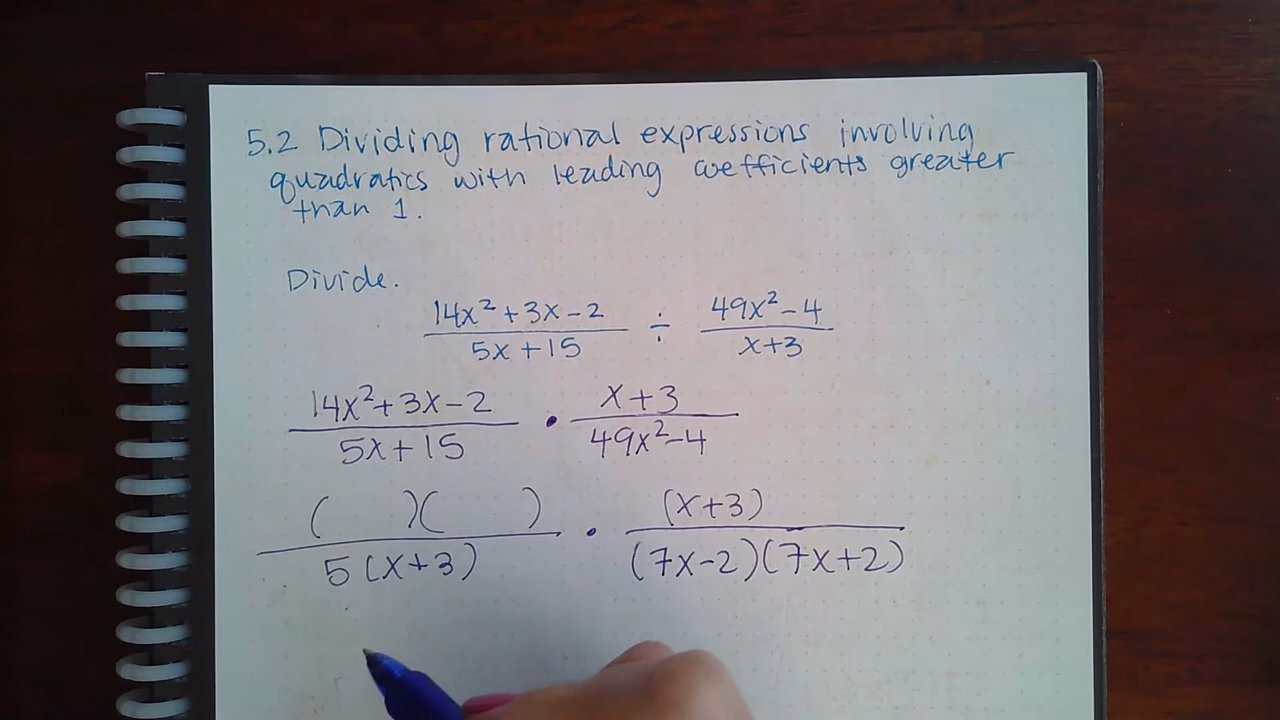 5.2 Dividing rational expressions involving
quadratics with leading coefficients greater
than 1.
Divide.
14x²+3x-2 / 5x+15 ÷ 49x²-4 / x+3
14x²+3x-2 / 5x+15 • x+3 / 49x²-4
( )( ) / 5(x+3) • (x+3) / (7x-2)(7x+2)